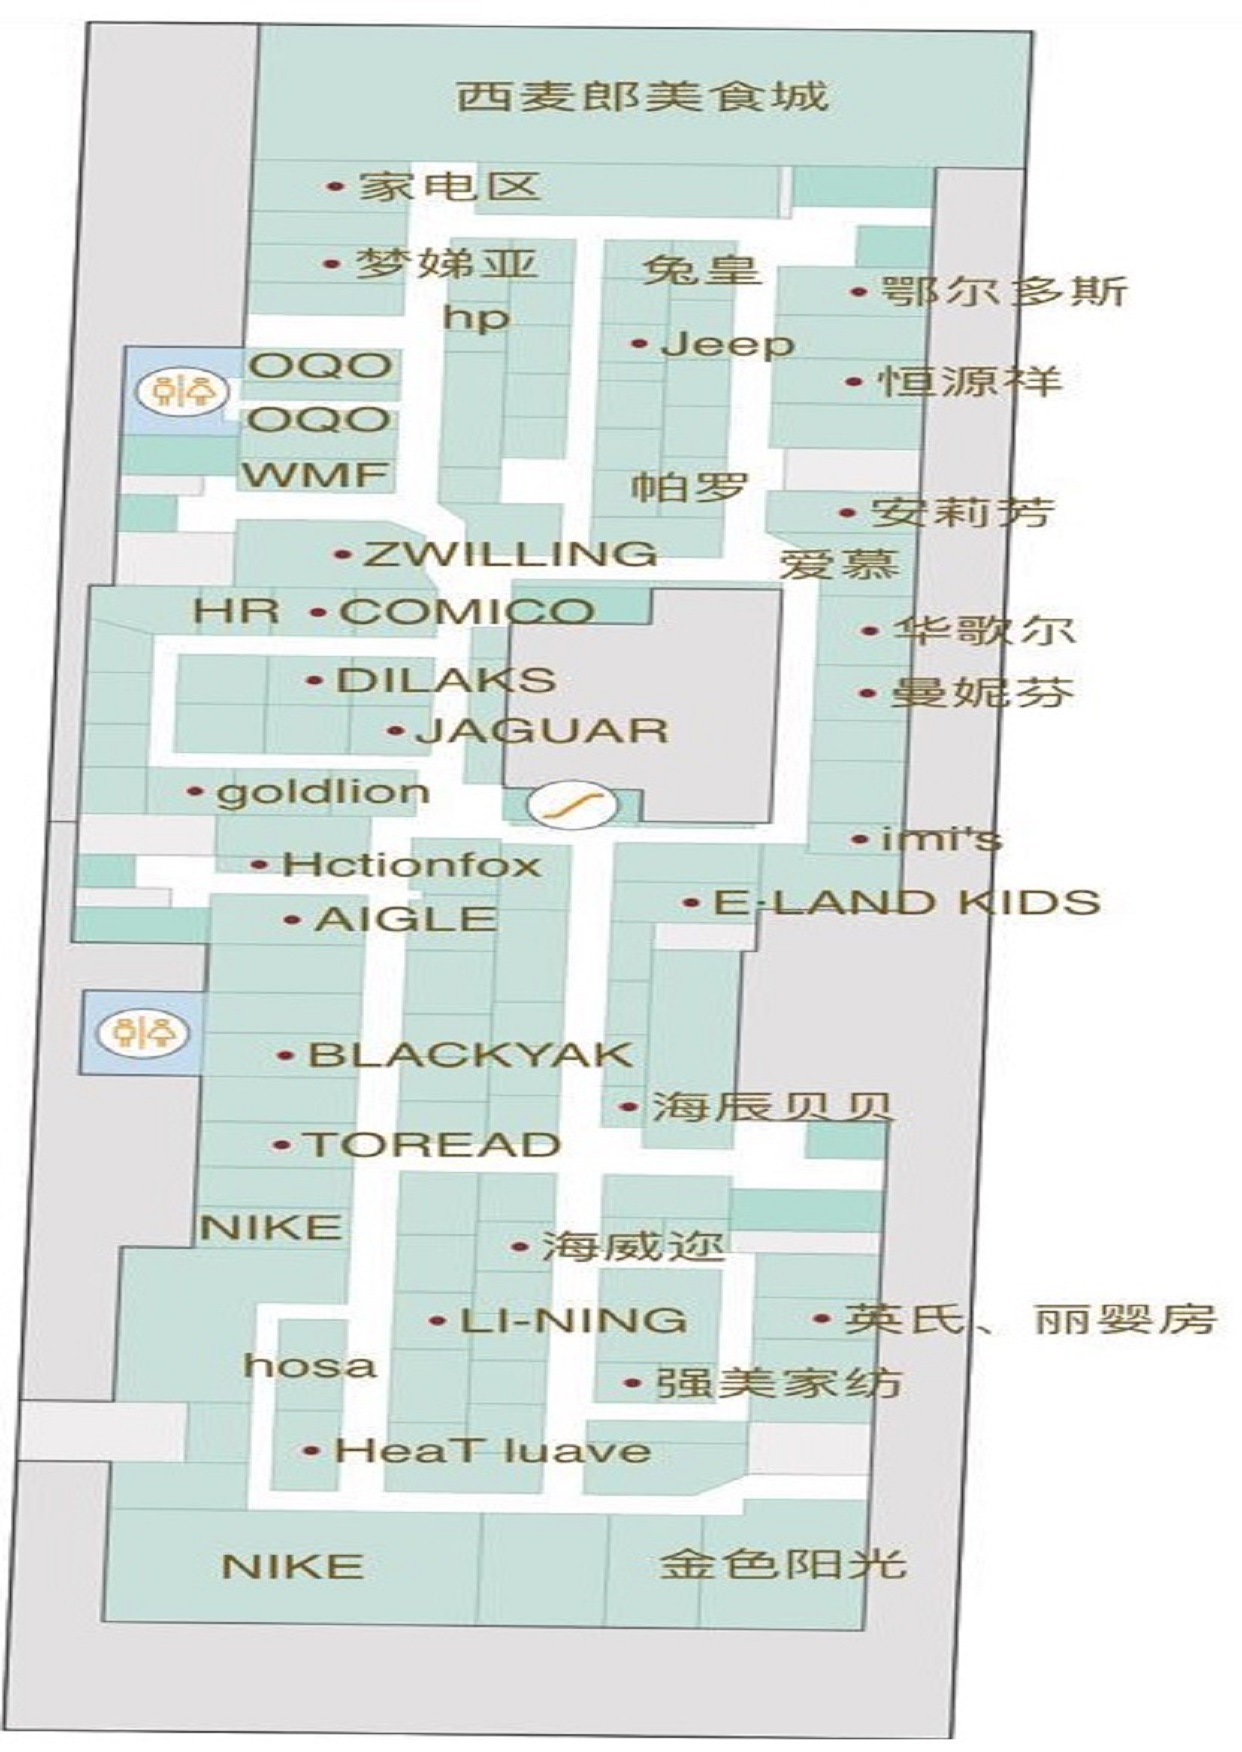 西麦郎美食城
家电区
梦娣亚
兔皇
鄂尔多斯
hp
Jeep
OQO
恒源祥
OQO
WMF
帕罗
安莉芳
ZWILLING
爱慕
HR
COMICO
华歌尔
DILAKS
曼妮芬
JAGUAR
goldlion
imi's
Hctionfox
E·LAND KIDS
AIGLE
BLACKYAK
海辰贝贝
TOREAD
NIKE
海威迩
LI-NING
英氏、丽婴房
hosa
强美家纺
HeaT luave
NIKE
金色阳光